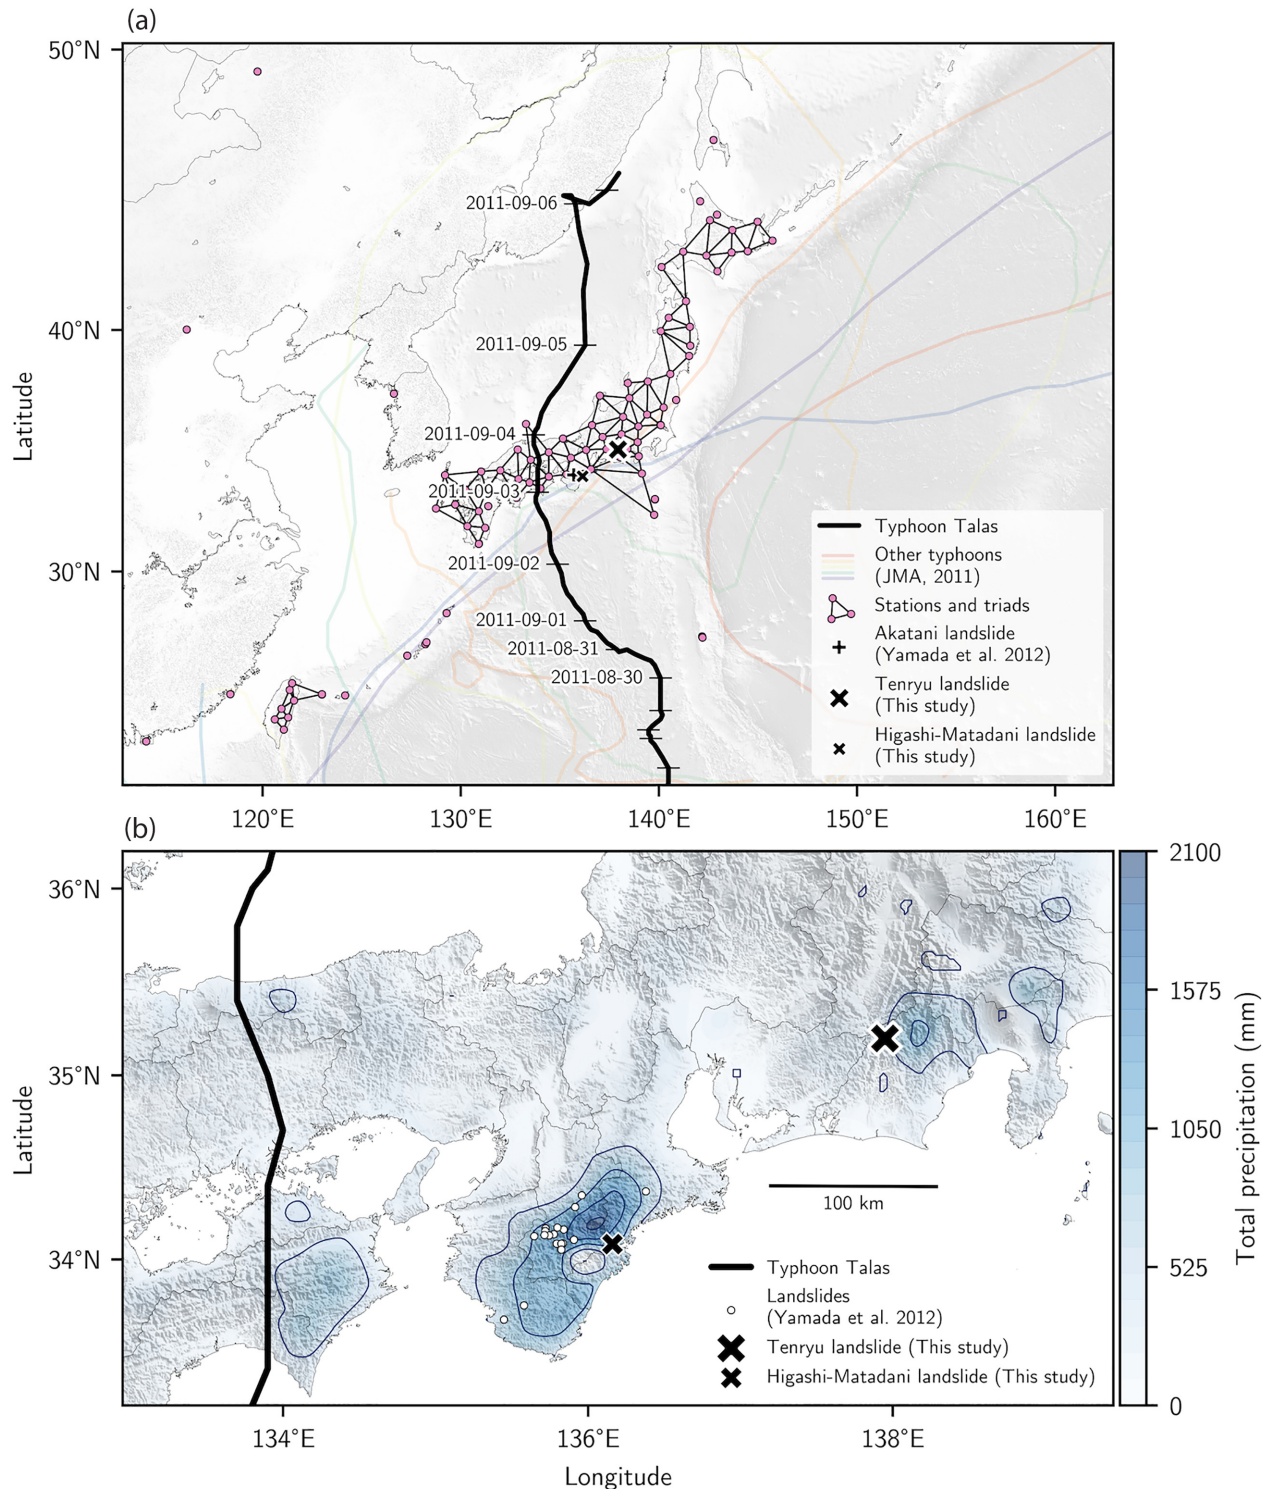 (a)
50°N
40°N
30°N
Latitude
2011-09-06
2011-09-05
2011-09-04
2011-09-03
2011-09-02
2011-09-01
2011-08-31
2011-08-30
Typhoon Talas
Other typhoons
(JMA, 2011)
Stations and triads
Akatani landslide
(Yamada et al. 2012)
Tenryu landslide
(This study)
Higashi-Matadani landslide
(This study)
120°E 130°E 140°E 150°E 160°E
(b)
36°N
35°N
34°N
Latitude
100 km
Typhoon Talas
Landslides
(Yamada et al. 2012)
Tenryu landslide (This study)
Higashi-Matadani landslide (This study)
134°E 136°E 138°E
Longitude
2100
1575
1050
525
0
Total precipitation (mm)